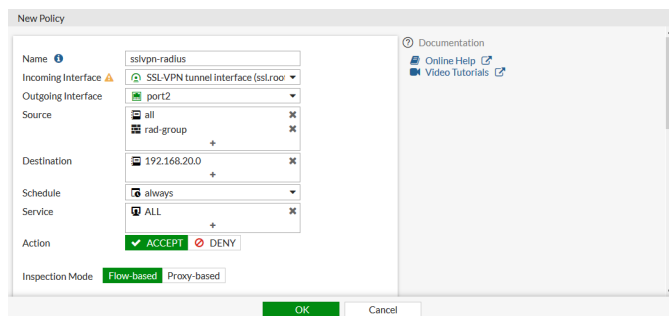 New Policy
Name
sslvpn-radius
Incoming Interface
SSL-VPN tunnel interface (ssl.roo
Outgoing Interface
port2
Source
all
rad-group
+
Destination
192.168.20.0
+
Schedule
always
Service
ALL
+
Action
ACCEPT DENY
Inspection Mode
Flow-based Proxy-based
OK Cancel
Documentation
Online Help
Video Tutorials